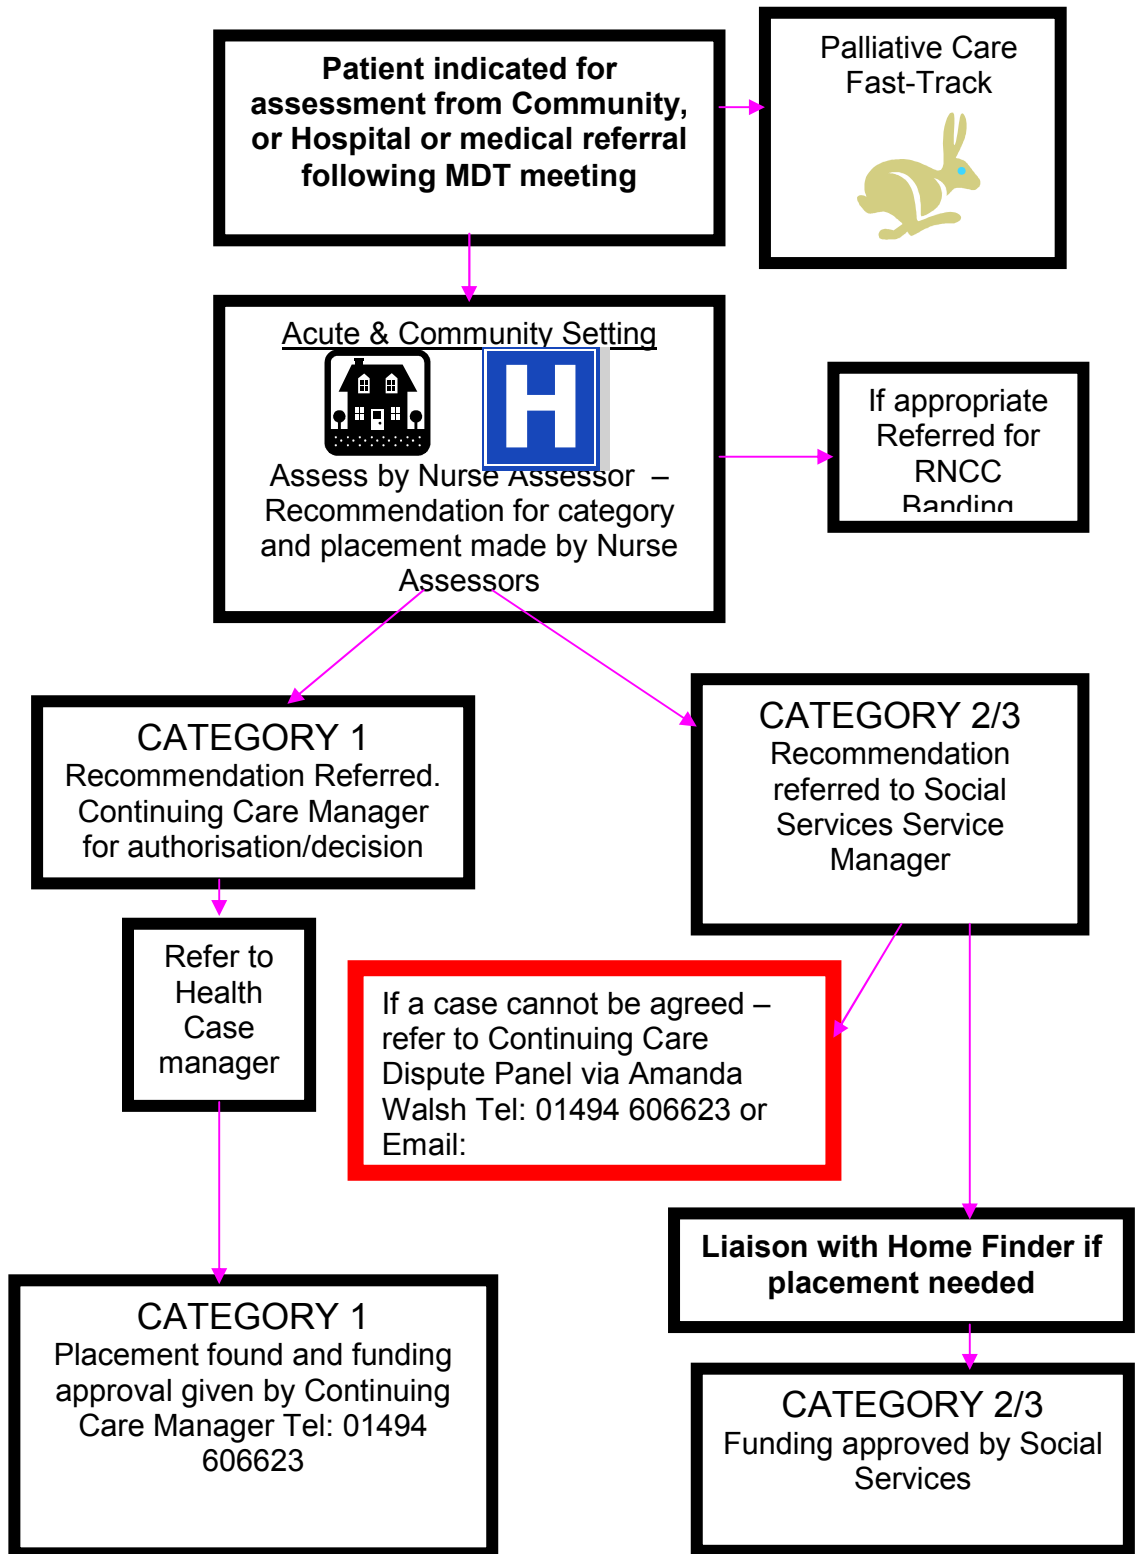 Patient indicated for
assessment from Community,
or Hospital or medical referral
following MDT meeting
Palliative Care
Fast-Track
Acute & Community Setting
H
Assess by Nurse Assessor –
Recommendation for category
and placement made by Nurse
Assessors
If appropriate
Referred for
RNCC
Banding
CATEGORY 1
Recommendation Referred.
Continuing Care Manager
for authorisation/decision
CATEGORY 2/3
Recommendation
referred to Social
Services Service
Manager
Refer to
Health
Case
manager
If a case cannot be agreed –
refer to Continuing Care
Dispute Panel via Amanda
Walsh Tel: 01494 606623 or
Email:
Liaison with Home Finder if
placement needed
CATEGORY 1
Placement found and funding
approval given by Continuing
Care Manager Tel: 01494
606623
CATEGORY 2/3
Funding approved by Social
Services